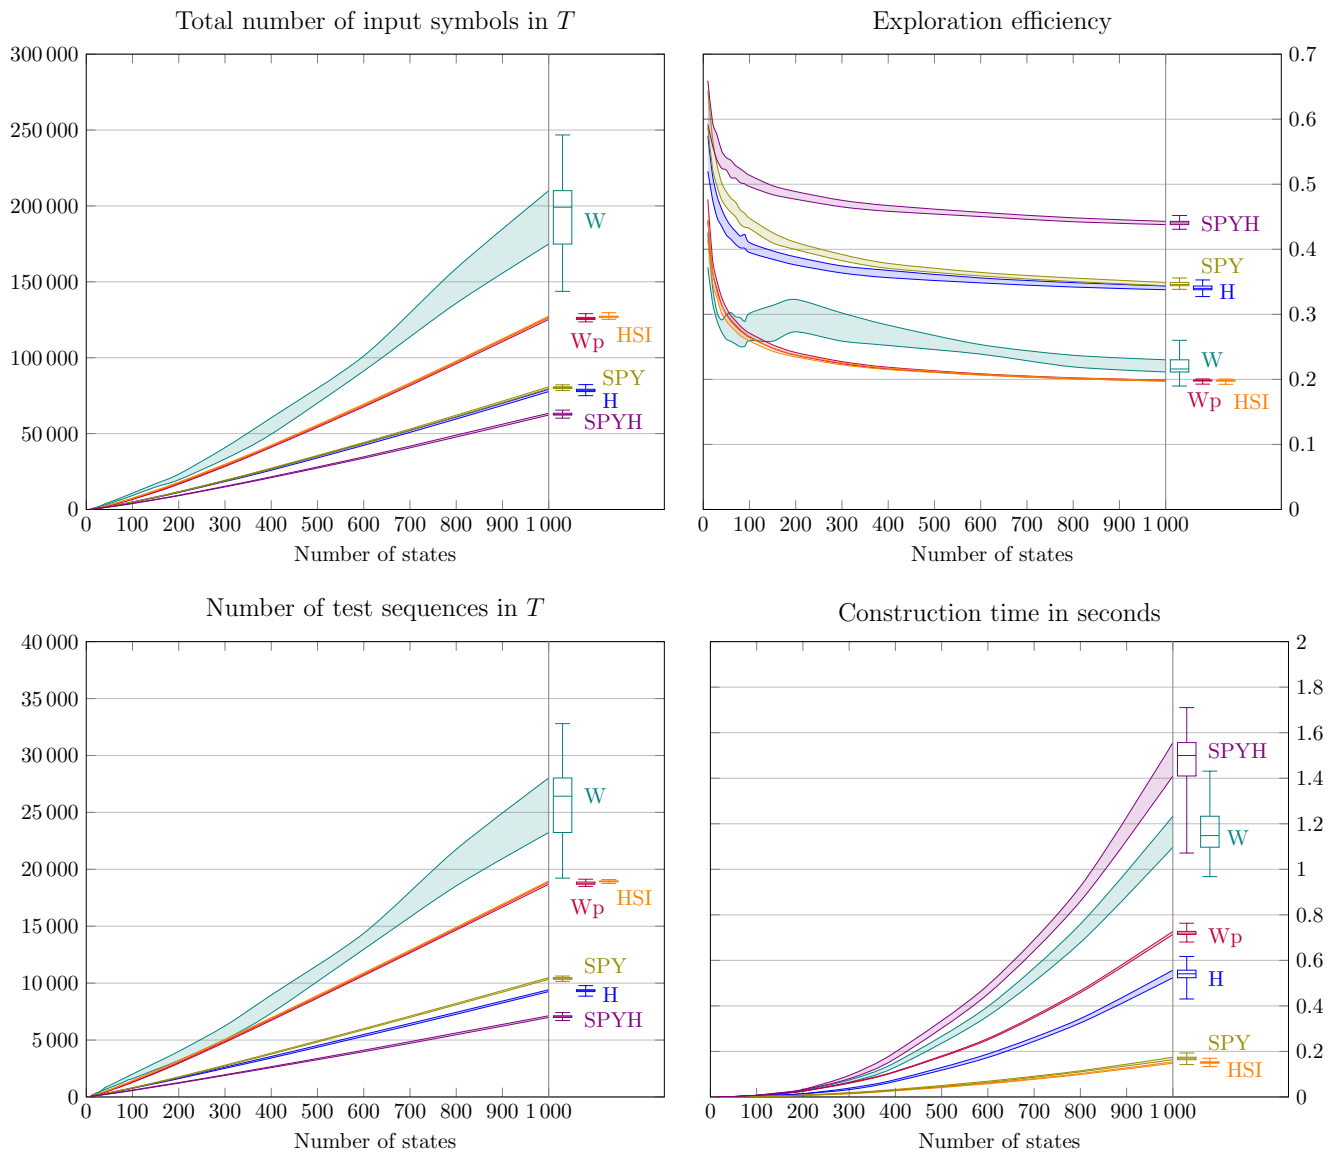 Total number of input symbols in T
300 000
250 000
200 000
150 000
100 000
50 000
0
W
Wp
HSI
SPY
H
SPYH
0 100 200 300 400 500 600 700 800 900 1 000
Number of states
Exploration efficiency
0.7
0.6
0.5
0.4
0.3
0.2
0.1
0
SPYH
SPY
H
W
Wp
HSI
0 100 200 300 400 500 600 700 800 900 1 000
Number of states
Number of test sequences in T
40 000
35 000
30 000
25 000
20 000
15 000
10 000
5 000
0
W
HSI
Wp
SPY
H
SPYH
0 100 200 300 400 500 600 700 800 900 1 000
Number of states
Construction time in seconds
2
1.8
1.6
1.4
1.2
1
0.8
0.6
0.4
0.2
0
SPYH
W
Wp
H
SPY
HSI
0 100 200 300 400 500 600 700 800 900 1 000
Number of states